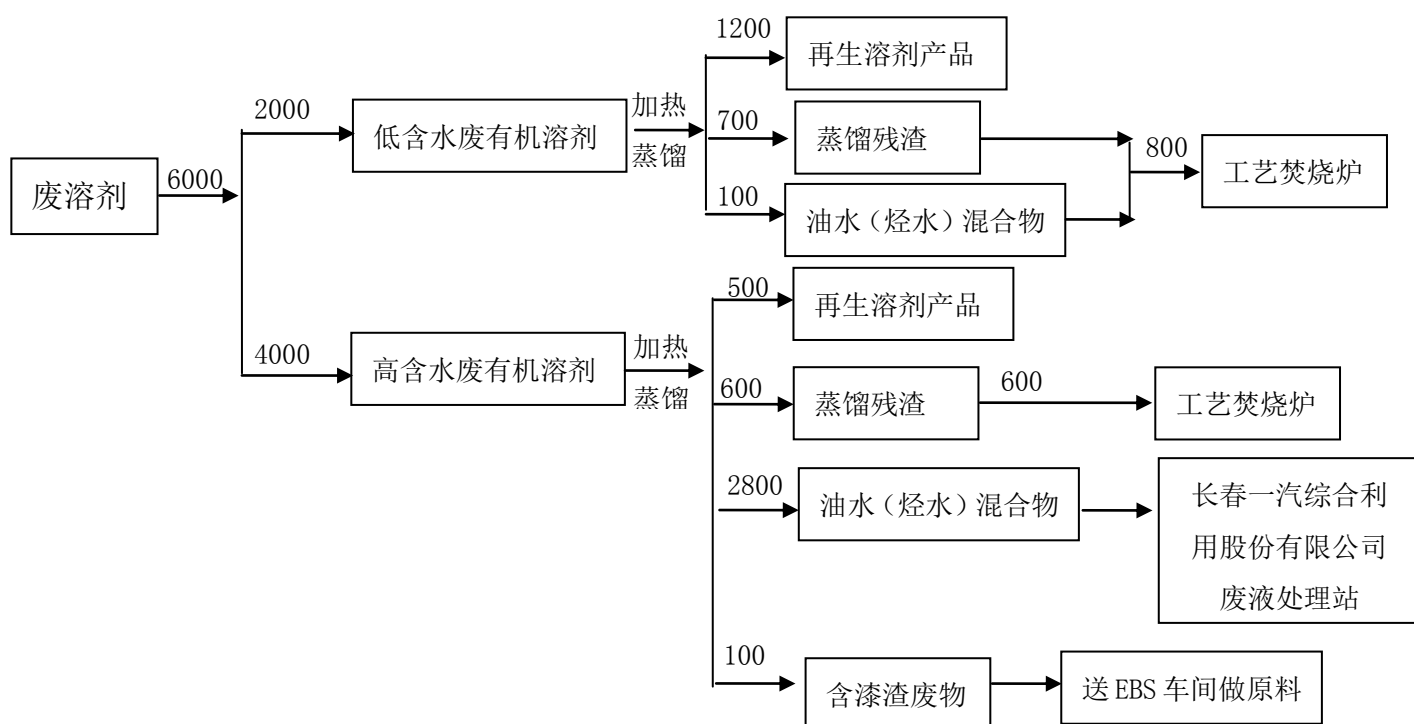 废溶剂
6000
2000
低含水废有机溶剂
加热
蒸馏
1200
再生溶剂产品
700
蒸馏残渣
100
油水（烃水）混合物
800
工艺焚烧炉
4000
高含水废有机溶剂
加热
蒸馏
500
再生溶剂产品
600
蒸馏残渣
600
工艺焚烧炉
2800
油水（烃水）混合物
长春一汽综合利
用股份有限公司
废液处理站
100
含漆渣废物
送 EBS 车间做原料